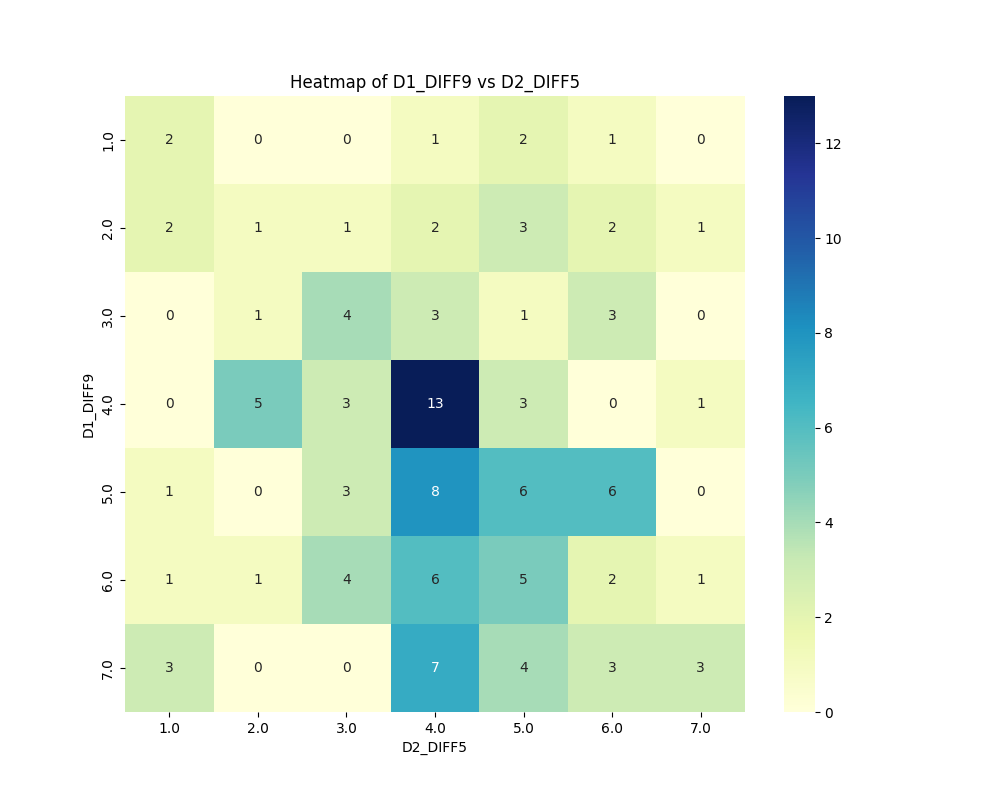 Heatmap of D1_DIFF9 vs D2_DIFF5
1.0 2 0 0 1 2 1 0
2.0 2 1 1 2 3 2 1
3.0 0 1 4 3 1 3 0
4.0 0 5 3 13 3 0 1
5.0 1 0 3 8 6 6 0
6.0 1 1 4 6 5 2 1
7.0 3 0 0 7 4 3 3
1.0 2.0 3.0 4.0 5.0 6.0 7.0
D2_DIFF5
D1_DIFF9
12
10
8
6
4
2
0